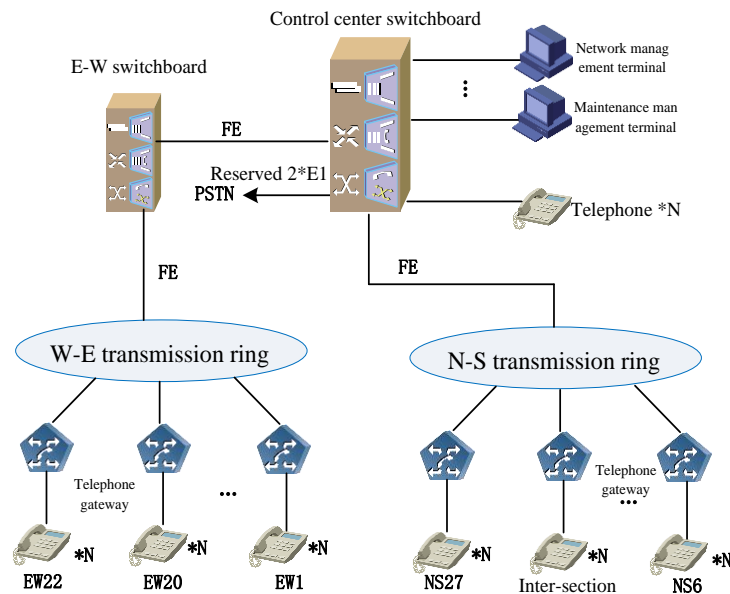 Control center switchboard
E-W switchboard
Network manag
ement terminal
...
FE
Maintenance man
agement terminal
Reserved 2*E1
PSTN
Telephone *N
FE
FE
W-E transmission ring
N-S transmission ring
Telephone
gateway
...
Telephone
gateway
...
*N
*N
*N
*N
*N
*N
EW22
EW20
EW1
NS27
Inter-section
NS6